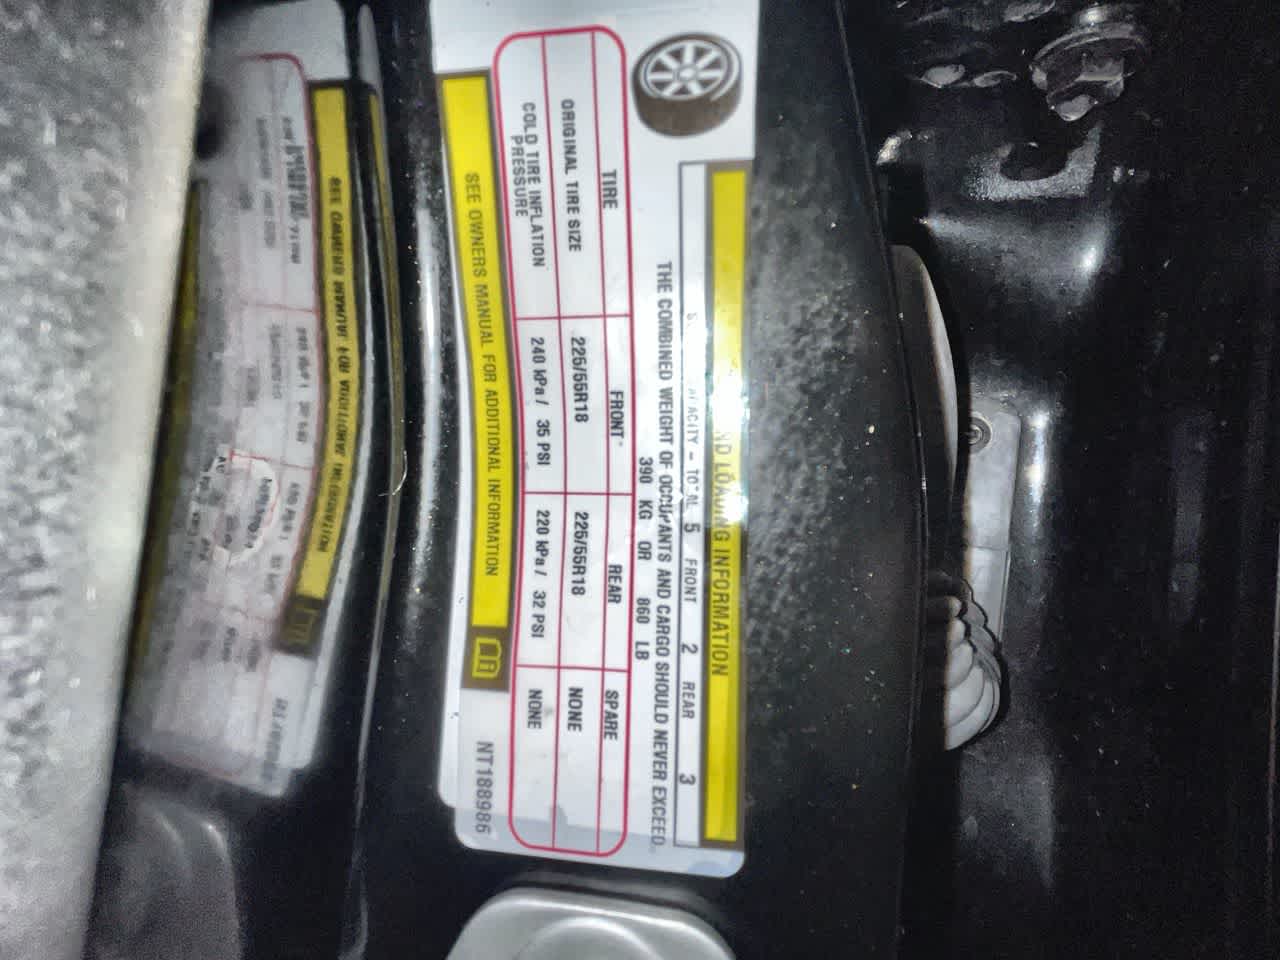 ND LOADING INFORMATION
ACITY – TOTAL 5 FRONT 2 REAR 3
THE COMBINED WEIGHT OF OCCUPANTS AND CARGO SHOULD NEVER EXCEED
390 KG OR 860 LB
TIRE FRONT REAR SPARE
ORIGINAL TIRE SIZE 225/55R18 225/55R18 NONE
COLD TIRE INFLATION PRESSURE 240 kPa / 35 PSI 220 kPa / 32 PSI NONE
SEE OWNERS MANUAL FOR ADDITIONAL INFORMATION
NT188986